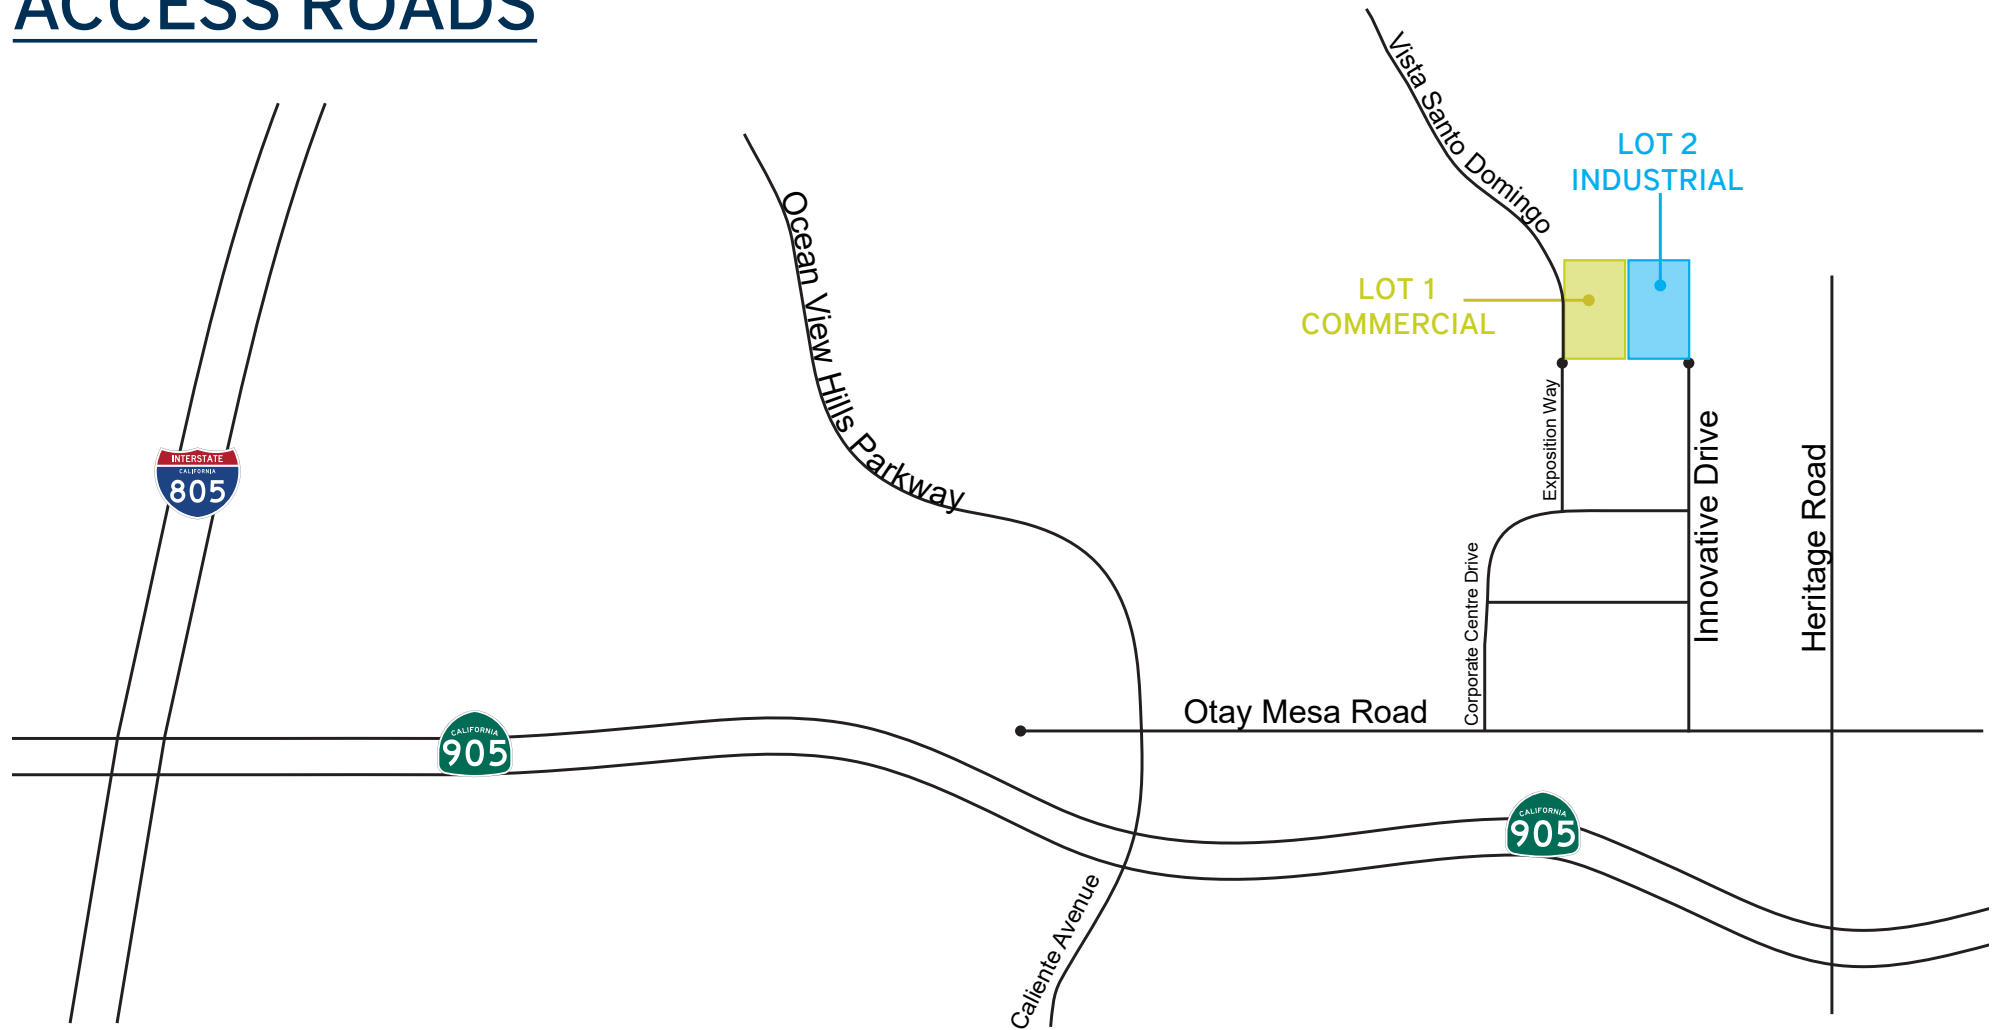 ACCESS ROADS
Vista Santo Domingo
LOT 2
INDUSTRIAL
LOT 1
COMMERCIAL
Ocean View Hills Parkway
Exposition Way
Innovative Drive
Heritage Road
INTERSTATE
CALIFORNIA
805
Corporate Centre Drive
Otay Mesa Road
CALIFORNIA
905
CALIFORNIA
905
Caliente Avenue